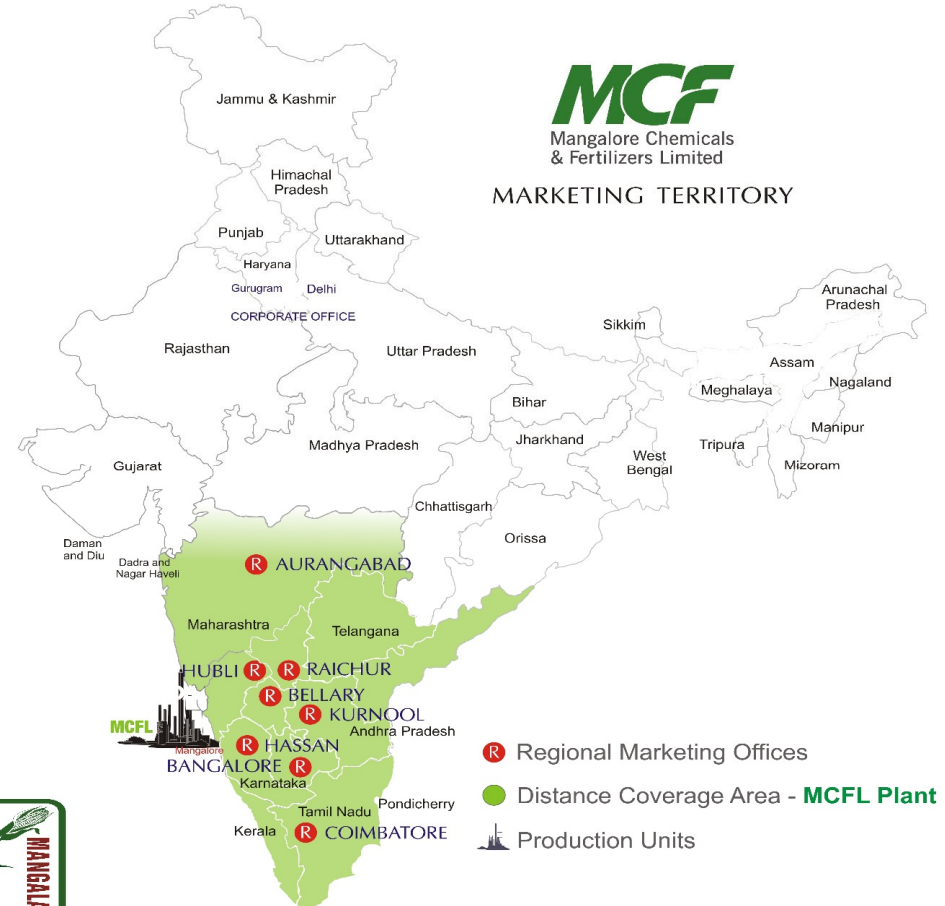 MCF
Mangalore Chemicals
& Fertilizers Limited
MARKETING TERRITORY
Jammu & Kashmir
Himachal
Pradesh
Punjab
Uttarakhand
Haryana
Gurugram
Delhi
CORPORATE OFFICE
Rajasthan
Uttar Pradesh
Sikkim
Arunachal
Pradesh
Assam
Nagaland
Meghalaya
Bihar
Manipur
Jharkhand
Tripura
West
Bengal
Mizoram
Madhya Pradesh
Gujarat
Chhattisgarh
Orissa
Daman
and Diu
Dadra and
Nagar Haveli
R AURANGABAD
Maharashtra
Telangana
HUBLI R
R RAICHUR
R BELLARY
R KURNOOL
Andhra Pradesh
MCFL
Mangalore
R HASSAN
BANGALORE R
Karnataka
Tamil Nadu
Pondicherry
Kerala
R COIMBATORE
R Regional Marketing Offices
Distance Coverage Area - MCFL Plant
Production Units